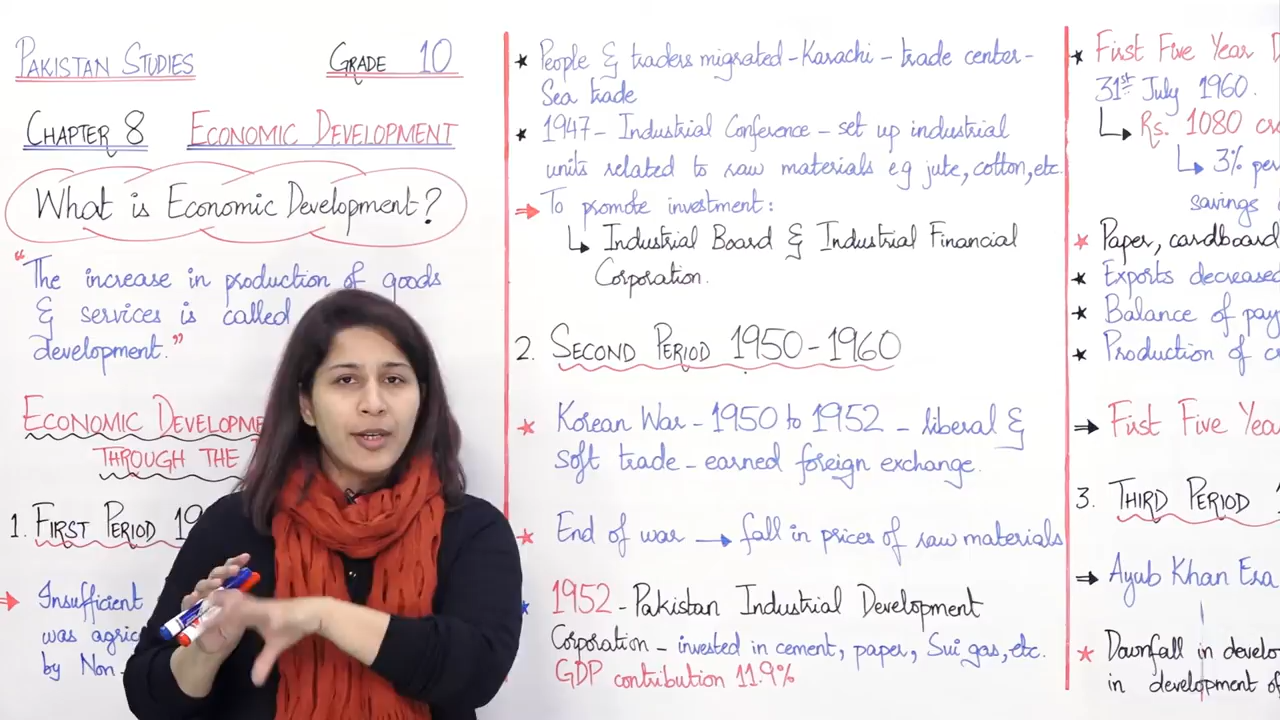 PAKISTAN STUDIES
GRADE 10
CHAPTER 8 ECONOMIC DEVELOPMENT
What is Economic Development?
"The increase in production of goods
& services is called
development."
ECONOMIC DEVELOPME
THROUGH THE
1. FIRST PERIOD 19
Insufficient
was agric
by Non
★ People & traders migrated - Karachi - trade center -
Sea trade
★ 1947 - Industrial Conference - set up industrial
units related to raw materials eg jute, cotton, etc.
⇒ To promote investment:
↳ Industrial Board & Industrial Financial
Corporation.
2. SECOND PERIOD 1950-1960
★ Korean War - 1950 to 1952 - liberal &
soft trade - earned foreign exchange.
★ End of war → fall in prices of raw materials
★ 1952 - Pakistan Industrial Development
Corporation - invested in cement, paper, Sui gas, etc.
GDP contribution 11.9%
★ First Five Year D
31st July 1960.
↳ Rs. 1080 cr
↳ 3% per
savings
★ Paper, cardboard
★ Exports decreased
★ Balance of pay
★ Production of c
⇒ First Five Yea
3. THIRD PERIOD 1
⇒ Ayub Khan Era
★ Downfall in develo
in development of